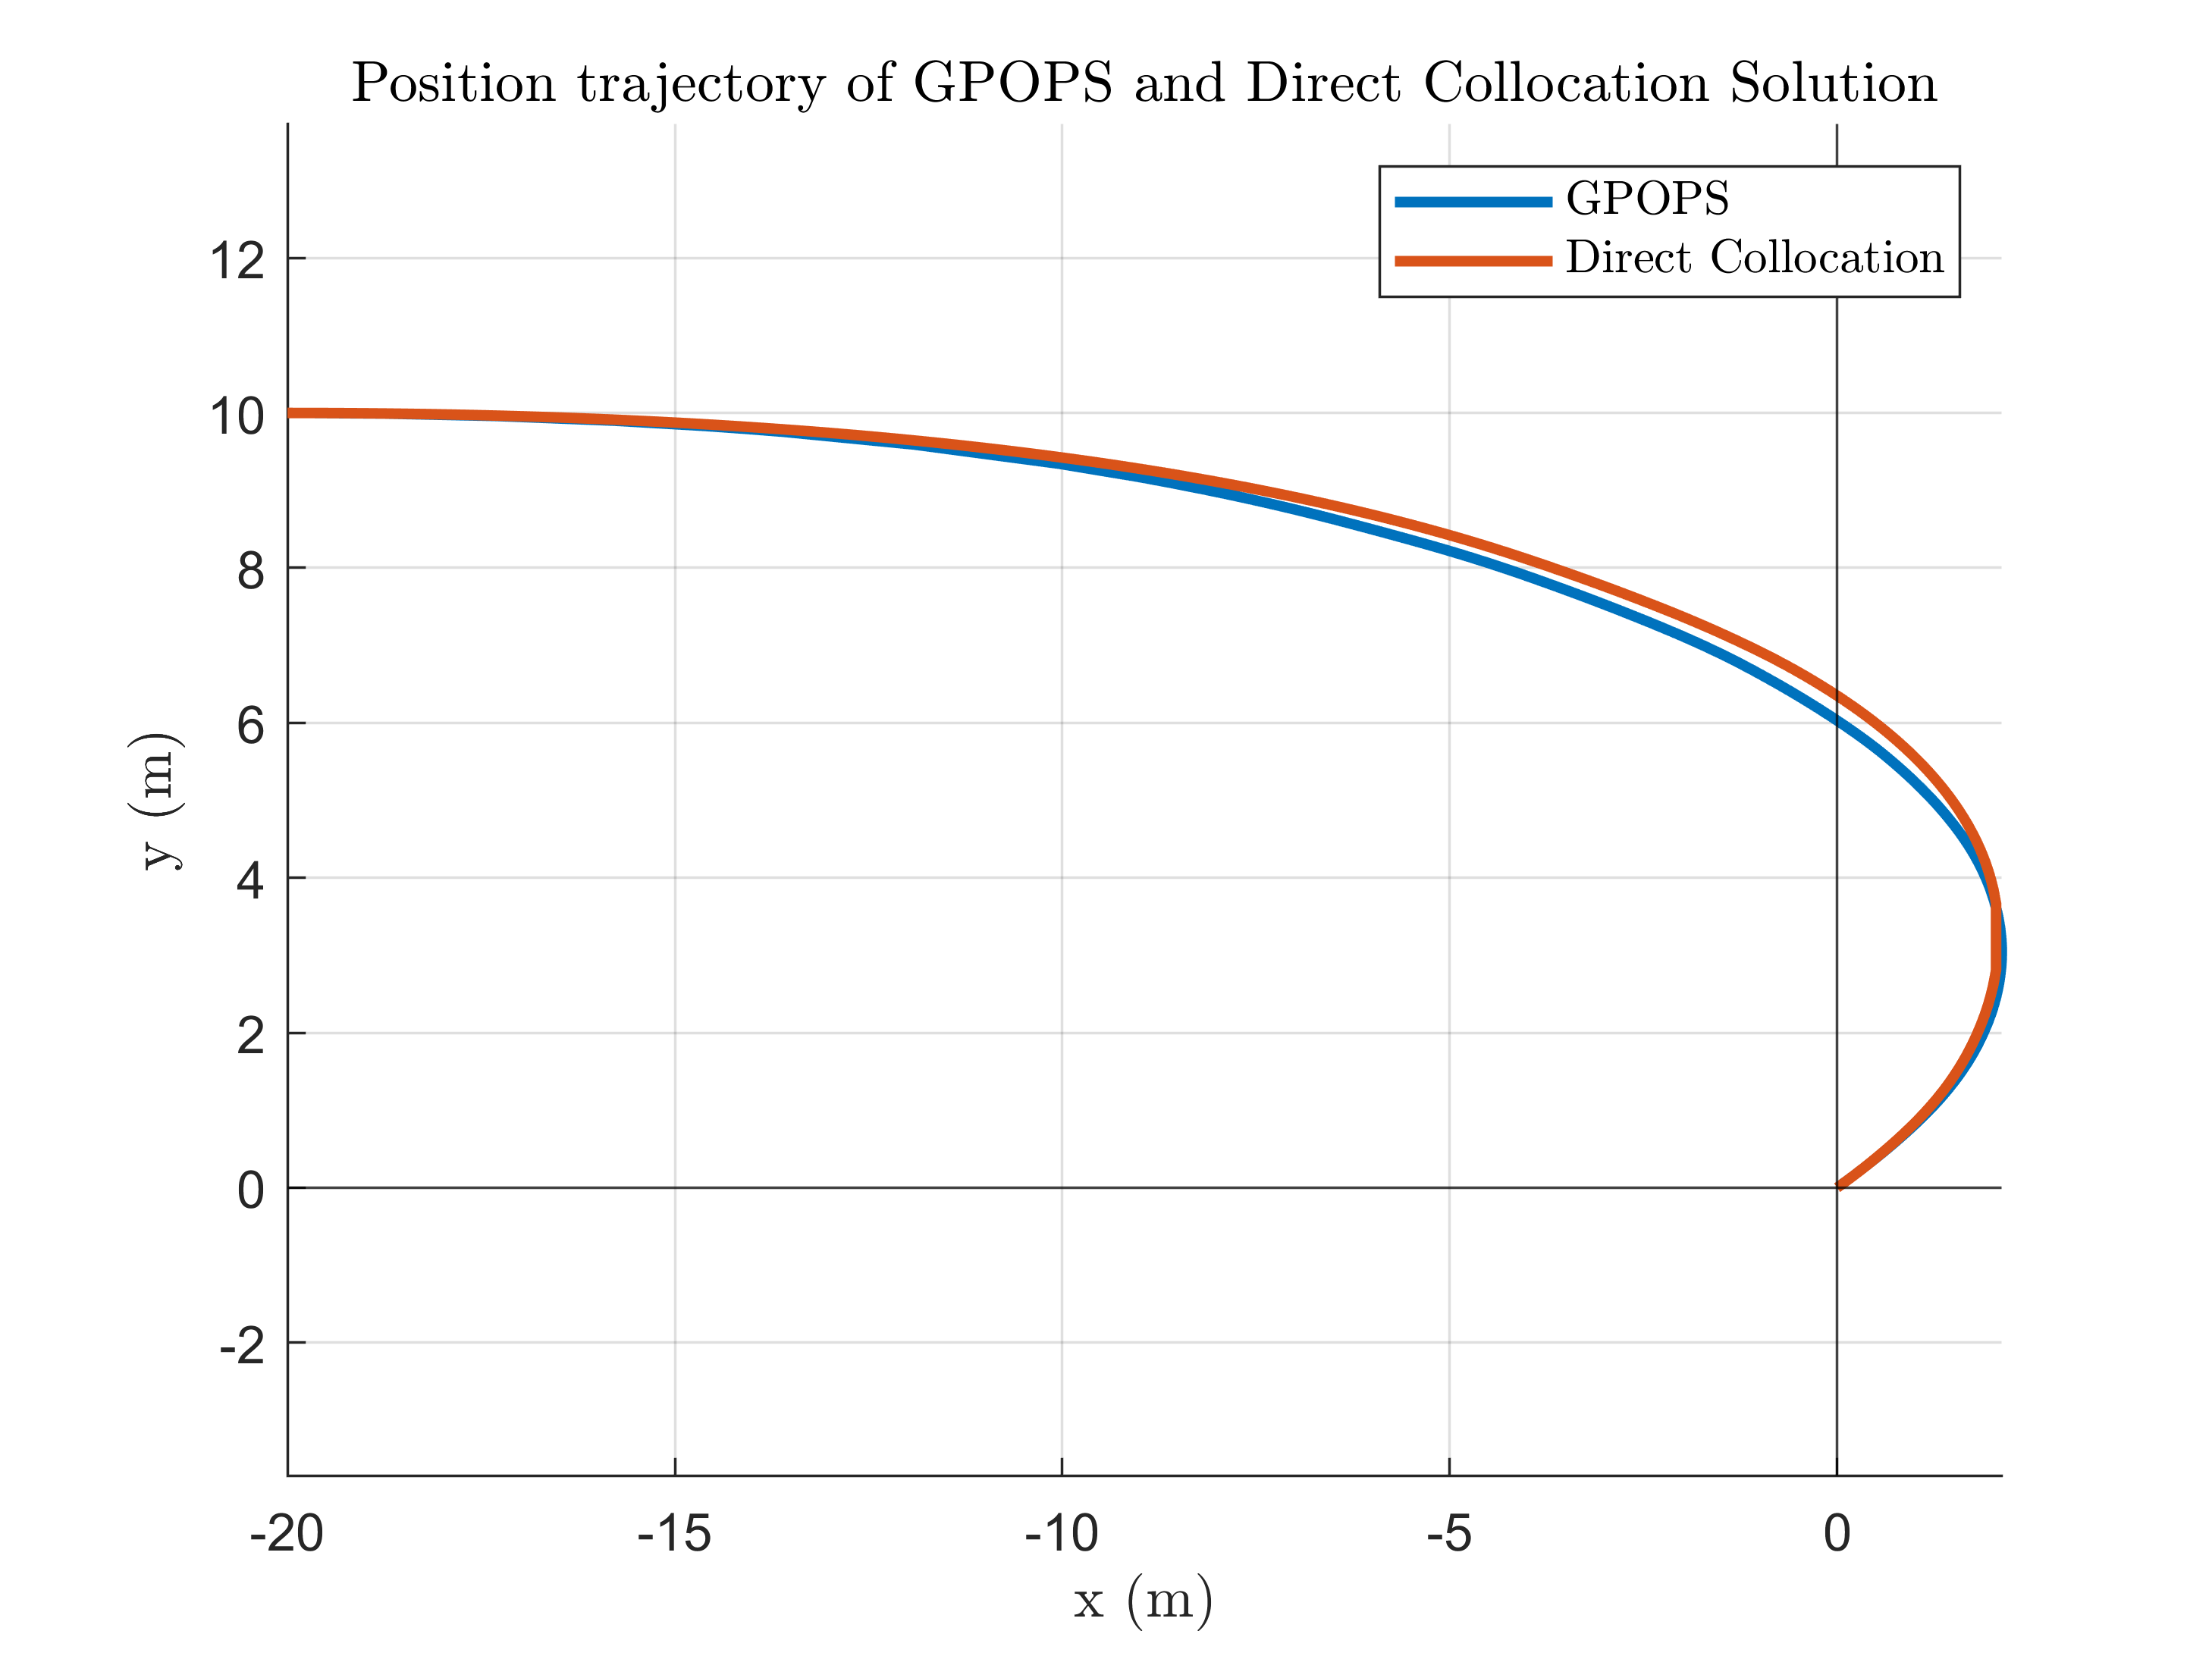 Position trajectory of GPOPS and Direct Collocation Solution
GPOPS
Direct Collocation
12
10
8
6
4
2
0
-2
y (m)
-20 -15 -10 -5 0
x (m)